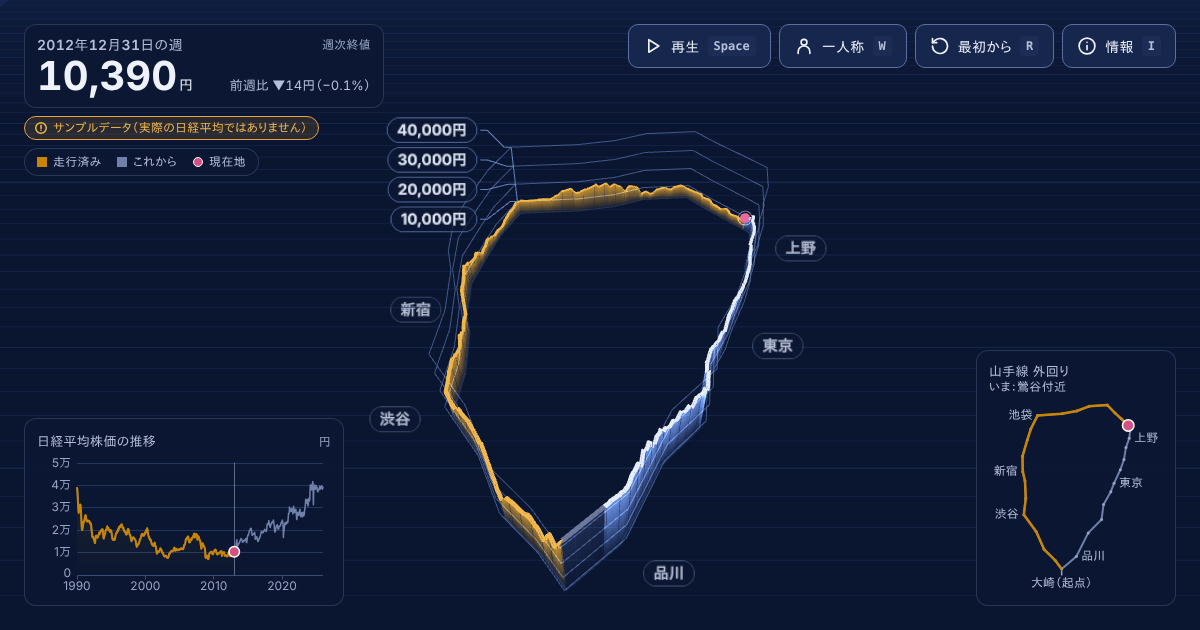 2012年12月31日の週
週次終値
10,390円
前週比 ▼14円(−0.1%)
サンプルデータ(実際の日経平均ではありません)
走行済み
これから
現在地
再生 Space
一人称 W
最初から R
情報 I
40,000円
30,000円
20,000円
10,000円
上野
新宿
東京
渋谷
品川
日経平均株価の推移
円
5万
4万
3万
2万
1万
0
1990 2000 2010 2020
山手線 外回り
いま:鶯谷付近
池袋
上野
新宿
東京
渋谷
品川
大崎(起点)